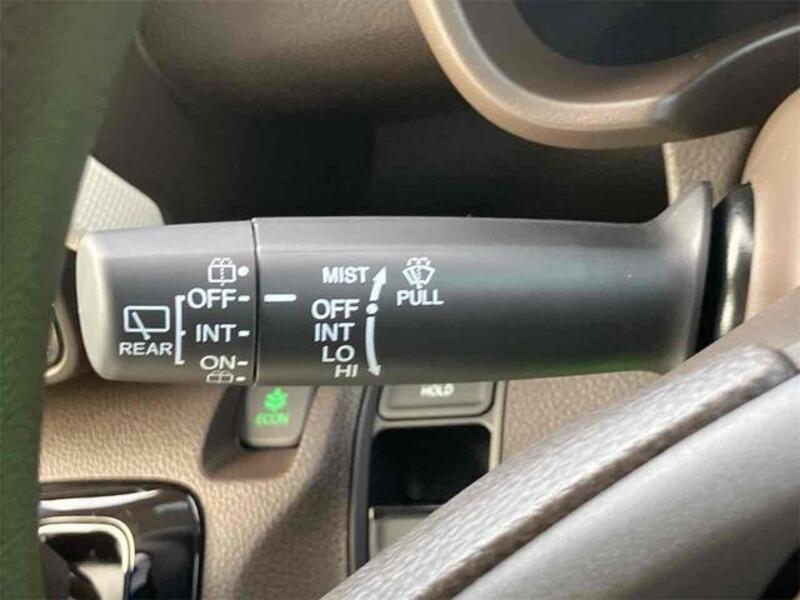 REAR
OFF
INT
ON
MIST
OFF
INT
LO
HI
PULL
ECON
HOLD